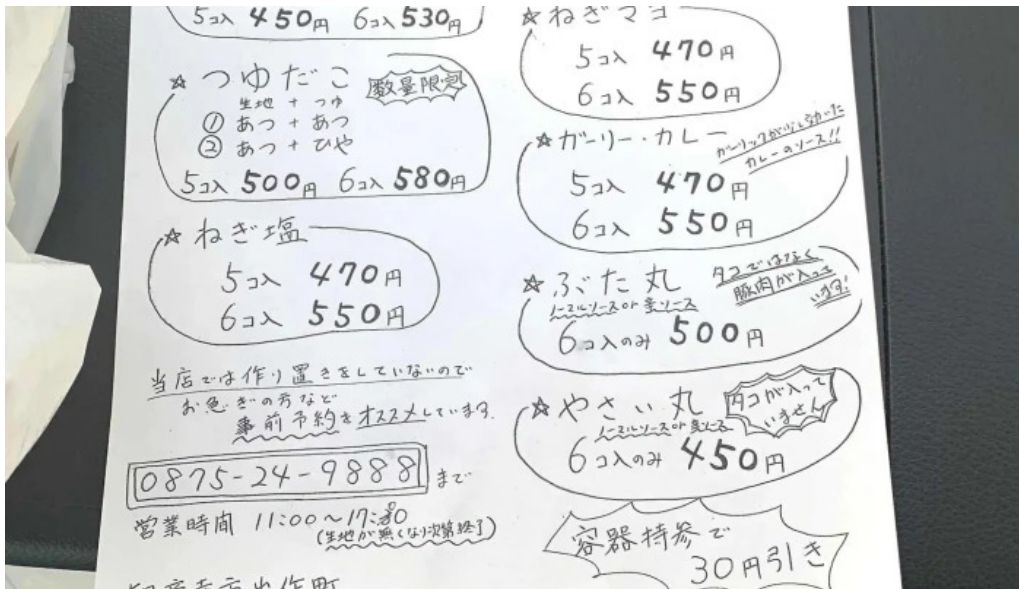 5コ入 450円 6コ入 530円
☆つゆだこ 数量限定
生地 + つゆ
① あつ + あつ
② あつ + ひや
5コ入 500円 6コ入 580円
☆ねぎ塩
5コ入 470円
6コ入 550円
当店では作り置きをしていないので
お急ぎの方など
事前予約をオススメしています。
0875-24-9888 まで
営業時間 11:00〜17:30
(生地が無くなり次第終了)
☆ねぎマヨ
5コ入 470円
6コ入 550円
☆ガーリー・カレー
ガーリックが少し効いた
カレーのソース!!
5コ入 470円
6コ入 550円
☆ぶた丸
タコではなく
豚肉が入って
います!
ノーマルソース or 辛ソース
6コ入のみ 500円
☆やさい丸
タコが入って
いません
ノーマルソース or 辛ソース
6コ入のみ 450円
容器持参で
30円引き